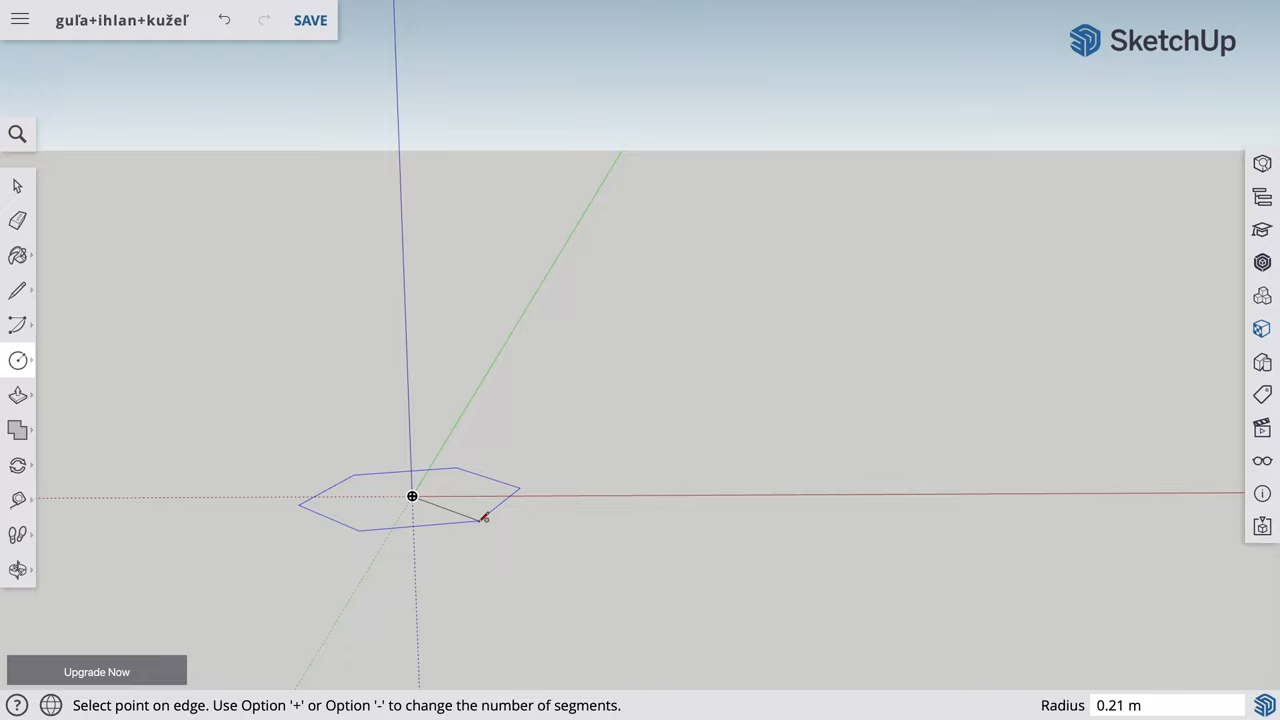 guľa+ihlan+kužeľ SAVE
SketchUp
Upgrade Now
Select point on edge. Use Option '+' or Option '-' to change the number of segments. Radius 0.21 m